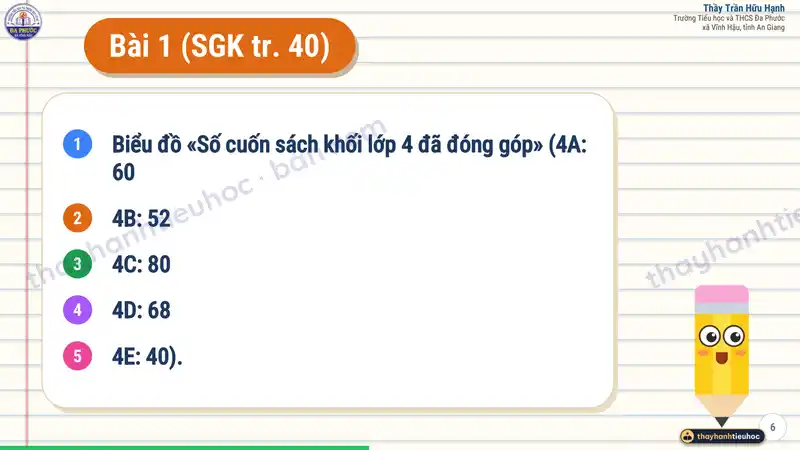 Thầy Trần Hữu Hạnh
Trường Tiểu học và THCS Đa Phước
xã Vĩnh Hậu, tỉnh An Giang
ĐA PHƯỚC
Bài 1 (SGK tr. 40)
1 Biểu đồ «Số cuốn sách khối lớp 4 đã đóng góp» (4A:
60
2 4B: 52
3 4C: 80
4 4D: 68
5 4E: 40).
6
thayhanhtieuhoc